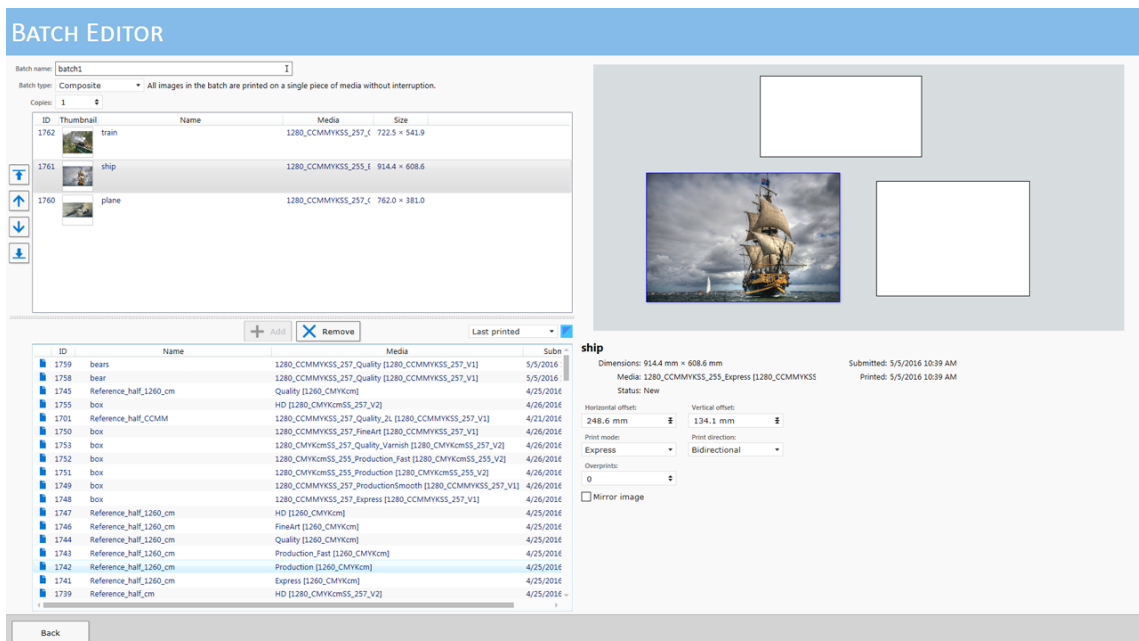 BATCH EDITOR
Batch name: batch1
Batch type: Composite All images in the batch are printed on a single piece of media without interruption.
Copies: 1
ID Thumbnail Name Media Size
1762 train 1280_CCMMYKSS_257_( 722.5 × 541.9
1761 ship 1280_CCMMYKSS_255_E 914.4 × 608.6
1760 plane 1280_CCMMYKSS_257_( 762.0 × 381.0
Add Remove Last printed
ID Name Media Subn
1759 bears 1280_CCMMYKSS_257_Quality [1280_CCMMYKSS_257_V1] 5/5/2016
1758 bear 1280_CCMMYKSS_257_Quality [1280_CCMMYKSS_257_V1] 5/5/2016
1745 Reference_half_1260_cm Quality [1260_CMYKcm] 4/25/2016
1755 box HD [1280_CMYKcmSS_257_V2] 4/26/2016
1701 Reference_half_CCMM 1280_CCMMYKSS_257_Quality_2L [1280_CCMMYKSS_257_V1] 4/21/2016
1750 box 1280_CCMMYKSS_257_FineArt [1280_CCMMYKSS_257_V1] 4/26/2016
1753 box 1280_CMYKcmSS_257_Quality_Varnish [1280_CMYKcmSS_257_V2] 4/26/2016
1752 box 1280_CMYKcmSS_255_Production_Fast [1280_CMYKcmSS_255_V2] 4/26/2016
1751 box 1280_CMYKcmSS_255_Production [1280_CMYKcmSS_255_V2] 4/26/2016
1749 box 1280_CCMMYKSS_257_ProductionSmooth [1280_CCMMYKSS_257_V1] 4/26/2016
1748 box 1280_CCMMYKSS_257_Express [1280_CCMMYKSS_257_V1] 4/26/2016
1747 Reference_half_1260_cm HD [1260_CMYKcm] 4/25/2016
1746 Reference_half_1260_cm FineArt [1260_CMYKcm] 4/25/2016
1744 Reference_half_1260_cm Quality [1260_CMYKcm] 4/25/2016
1743 Reference_half_1260_cm Production_Fast [1260_CMYKcm] 4/25/2016
1742 Reference_half_1260_cm Production [1260_CMYKcm] 4/25/2016
1741 Reference_half_1260_cm Express [1260_CMYKcm] 4/25/2016
1739 Reference_half_cm HD [1280_CMYKcmSS_257_V2] 4/25/2016
ship
Dimensions: 914.4 mm × 608.6 mm Submitted: 5/5/2016 10:39 AM
Media: 1280_CCMMYKSS_255_Express [1280_CCMMYKSS Printed: 5/5/2016 10:39 AM
Status: New
Horizontal offset: Vertical offset:
248.6 mm 134.1 mm
Print mode: Print direction:
Express Bidirectional
Overprints:
0
Mirror image
Back